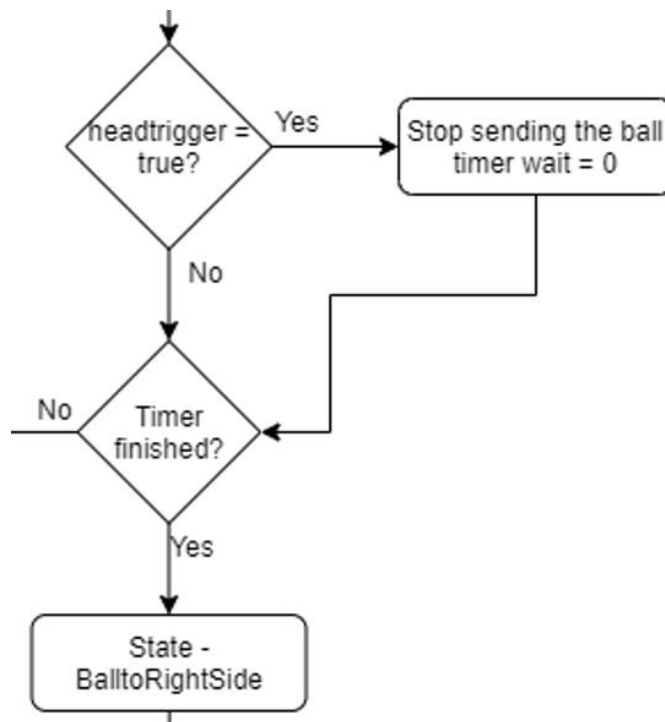 headtrigger =
true?
Yes
Stop sending the ball
timer wait = 0
No
No
Timer
finished?
Yes
State -
BalltoRightSide